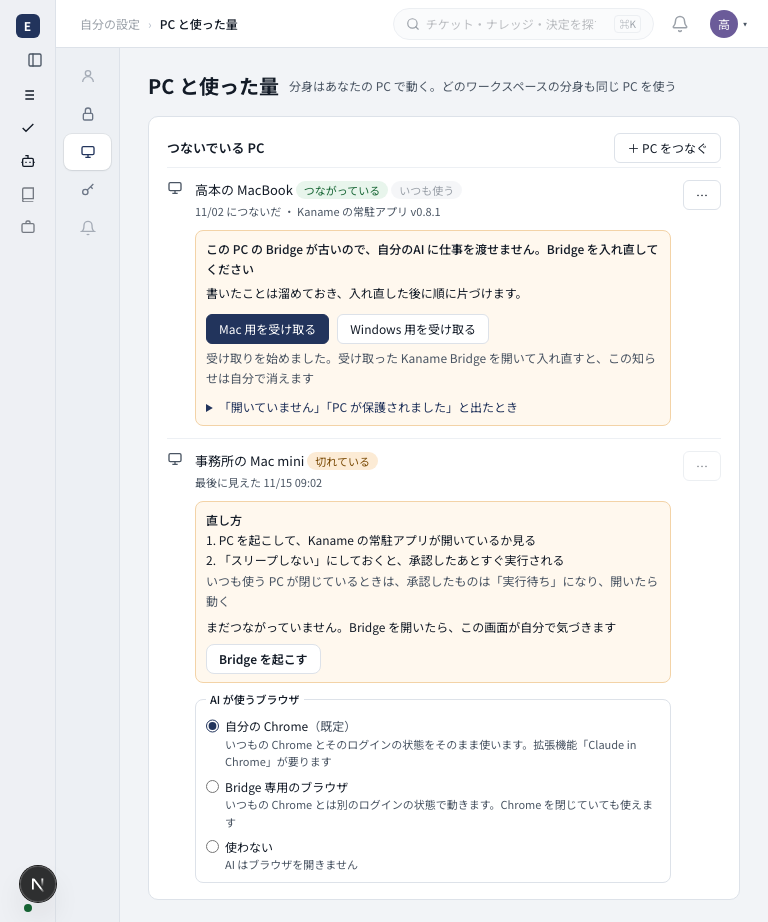 E
自分の設定 › PC と使った量
チケット・ナレッジ・決定を探 ⌘K
高
PC と使った量 分身はあなたの PC で動く。どのワークスペースの分身も同じ PC を使う
つないでいる PC
＋ PC をつなぐ
高本の MacBook つながっている いつも使う
…
11/02 につないだ ・ Kaname の常駐アプリ v0.8.1
この PC の Bridge が古いので、自分のAI に仕事を渡せません。Bridge を入れ直して
ください
書いたことは溜めておき、入れ直した後に順に片づけます。
Mac 用を受け取る Windows 用を受け取る
受け取りを始めました。受け取った Kaname Bridge を開いて入れ直すと、この知ら
せは自分で消えます
▶ 「開いていません」「PC が保護されました」と出たとき
事務所の Mac mini 切れている
…
最後に見えた 11/15 09:02
直し方
1. PC を起こして、Kaname の常駐アプリが開いているか見る
2. 「スリープしない」にしておくと、承認したあとすぐ実行される
いつも使う PC が閉じているときは、承認したものは「実行待ち」になり、開いたら
動く
まだつながっていません。Bridge を開いたら、この画面が自分で気づきます
Bridge を起こす
AI が使うブラウザ
自分の Chrome（既定）
いつもの Chrome とそのログインの状態をそのまま使います。拡張機能「Claude in
Chrome」が要ります
Bridge 専用のブラウザ
いつもの Chrome とは別のログインの状態で動きます。Chrome を閉じていても使えま
す
使わない
AI はブラウザを開きません
N